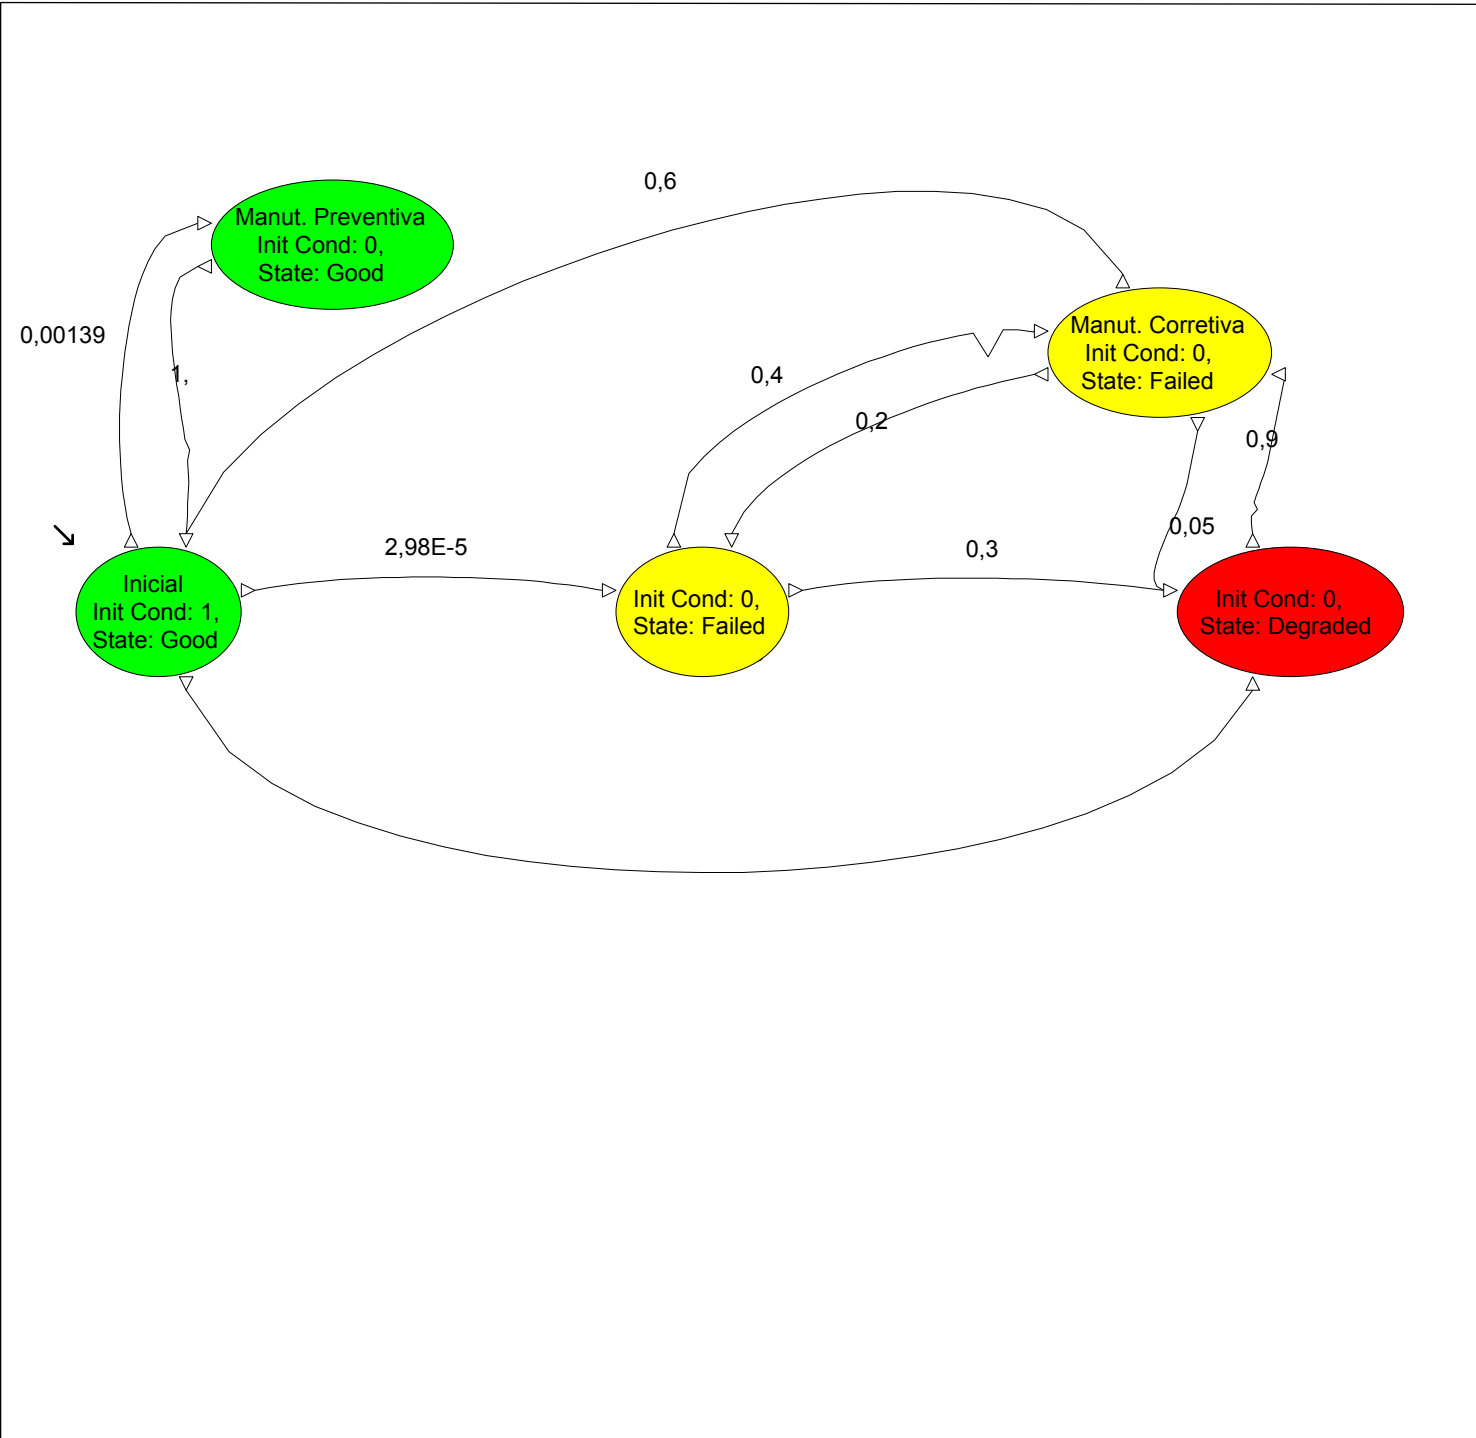 0,6
Manut. Preventiva
Init Cond: 0,
State: Good
0,00139
1,
Manut. Corretiva
Init Cond: 0,
State: Failed
0,4
0,2
0,9
0,05
2,98E-5
0,3
Inicial
Init Cond: 1,
State: Good
Init Cond: 0,
State: Failed
Init Cond: 0,
State: Degraded